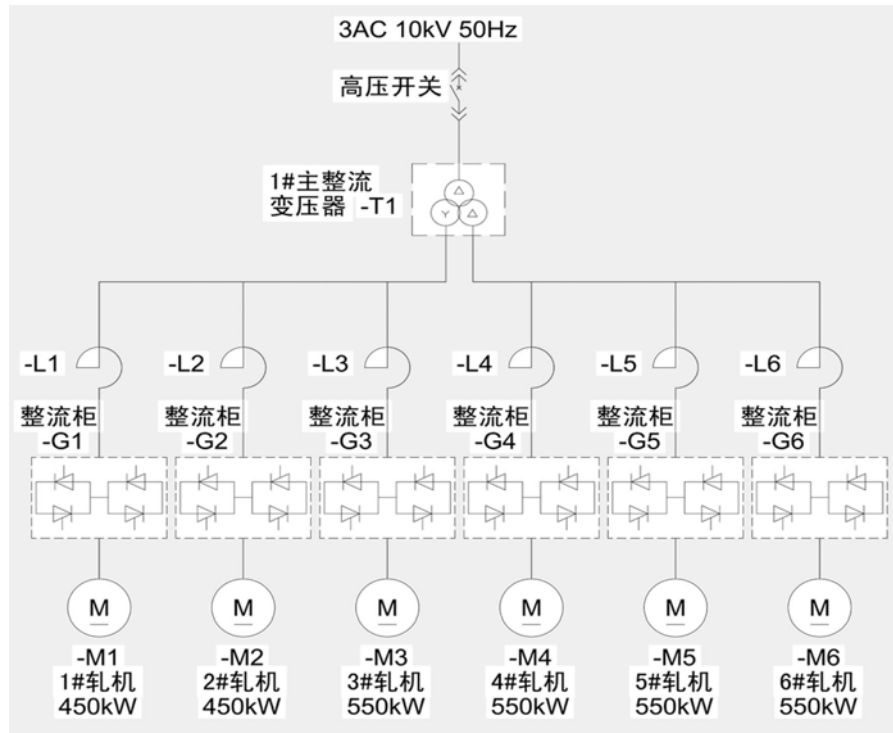 3AC 10kV 50Hz
高压开关
1#主整流
变压器 -T1
-L1 -L2 -L3 -L4 -L5 -L6
整流柜 整流柜 整流柜 整流柜 整流柜 整流柜
-G1 -G2 -G3 -G4 -G5 -G6
M M M M M M
-M1 -M2 -M3 -M4 -M5 -M6
1#轧机 2#轧机 3#轧机 4#轧机 5#轧机 6#轧机
450kW 450kW 550kW 550kW 550kW 550kW